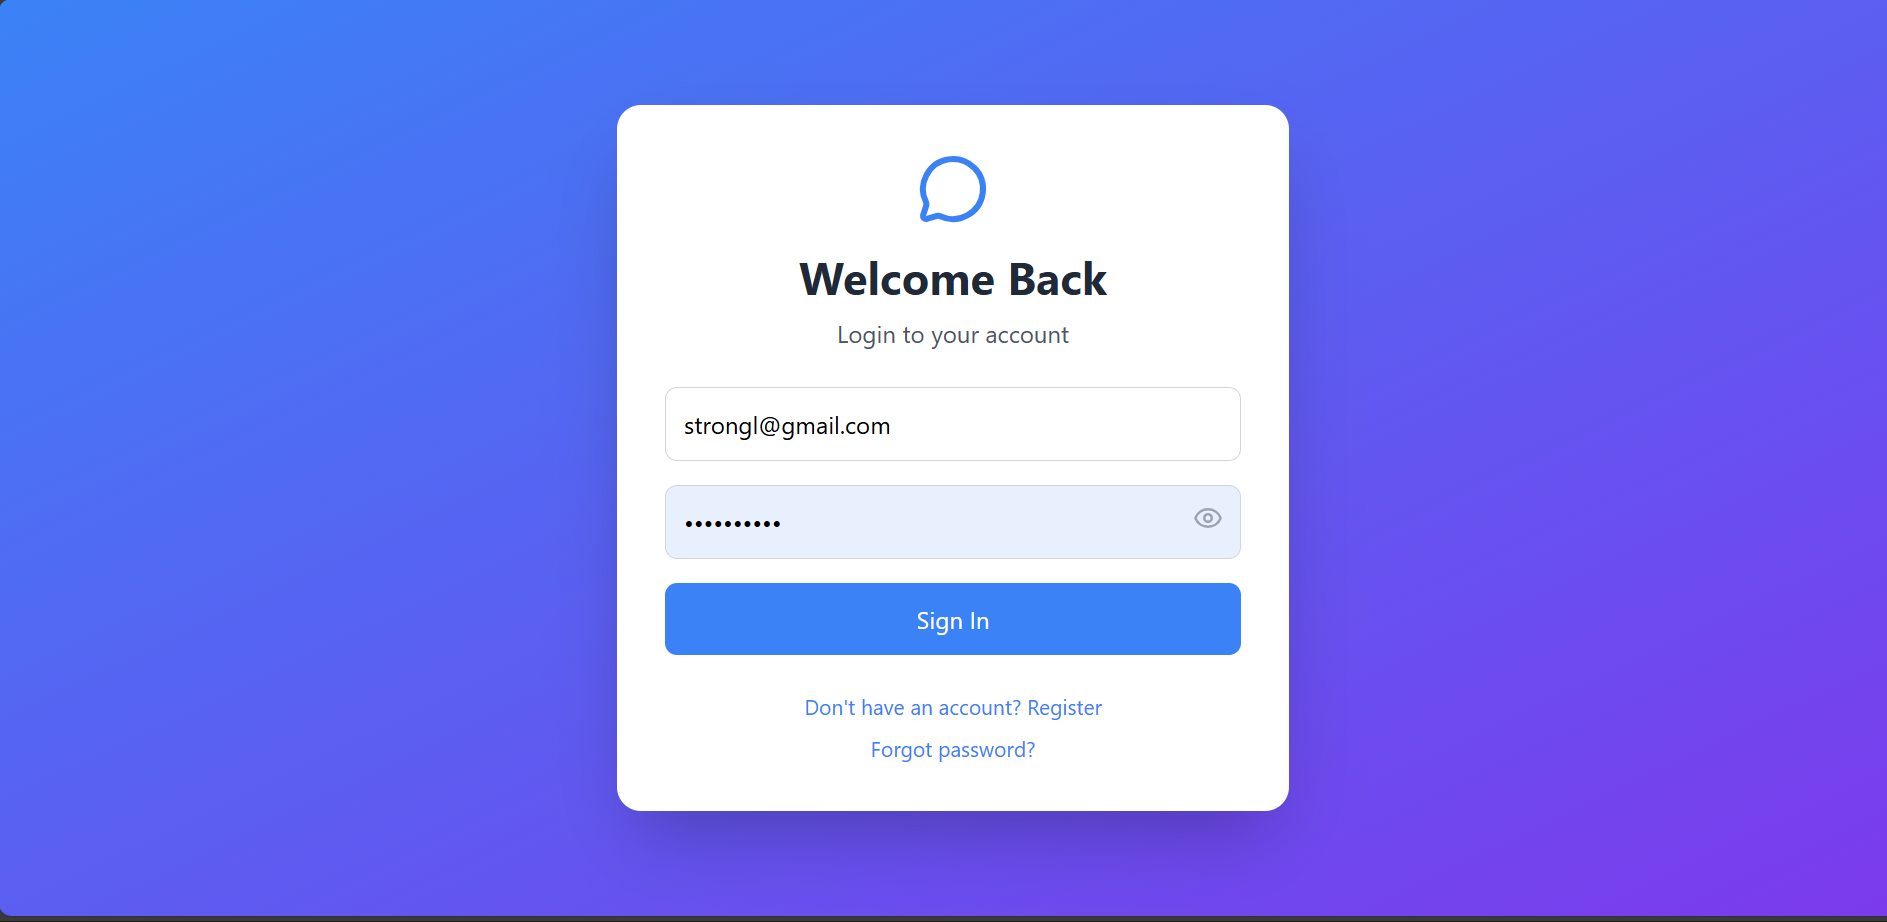 Welcome Back
Login to your account
strongl@gmail.com
••••••••••
Sign In
Don't have an account? Register
Forgot password?